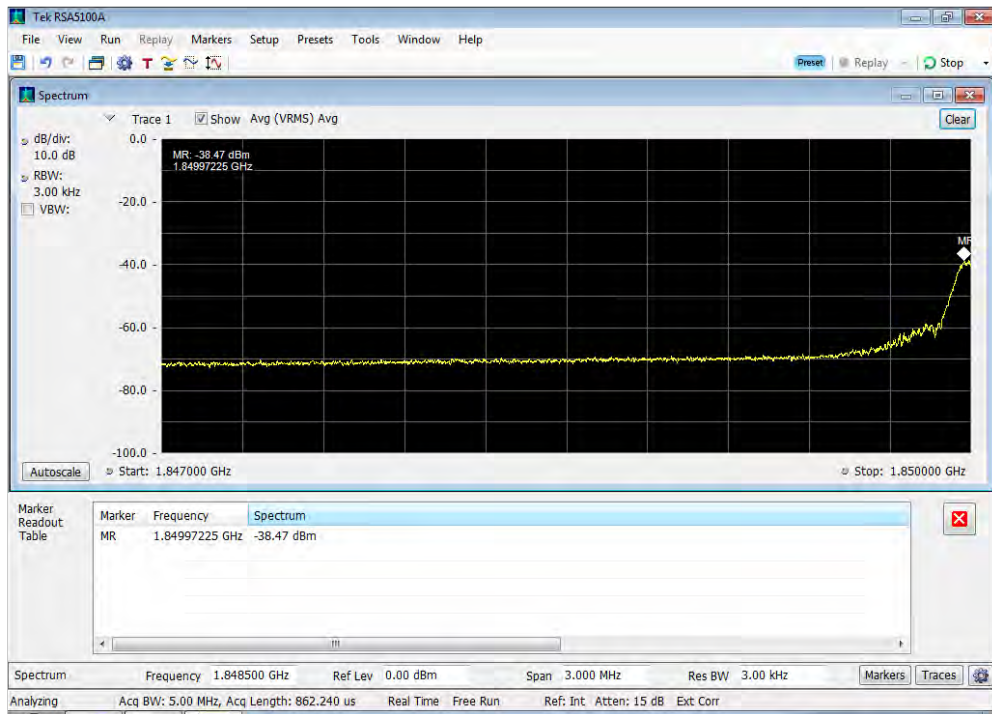 Tek RSA5100A
File View Run Replay Markers Setup Presets Tools Window Help
Preset Replay Stop
Spectrum
Trace 1 Show Avg (VRMS) Avg Clear
dB/div:
10.0 dB
RBW:
3.00 kHz
VBW:
0.0
-20.0
-40.0
-60.0
-80.0
-100.0
MR: -38.47 dBm
1.84997225 GHz
MR
Autoscale Start: 1.847000 GHz Stop: 1.850000 GHz
Marker
Readout
Table
Marker Frequency Spectrum
MR 1.84997225 GHz -38.47 dBm
Spectrum Frequency 1.848500 GHz Ref Lev 0.00 dBm Span 3.000 MHz Res BW 3.00 kHz Markers Traces
Analyzing Acq BW: 5.00 MHz, Acq Length: 862.240 us Real Time Free Run Ref: Int Atten: 15 dB Ext Corr